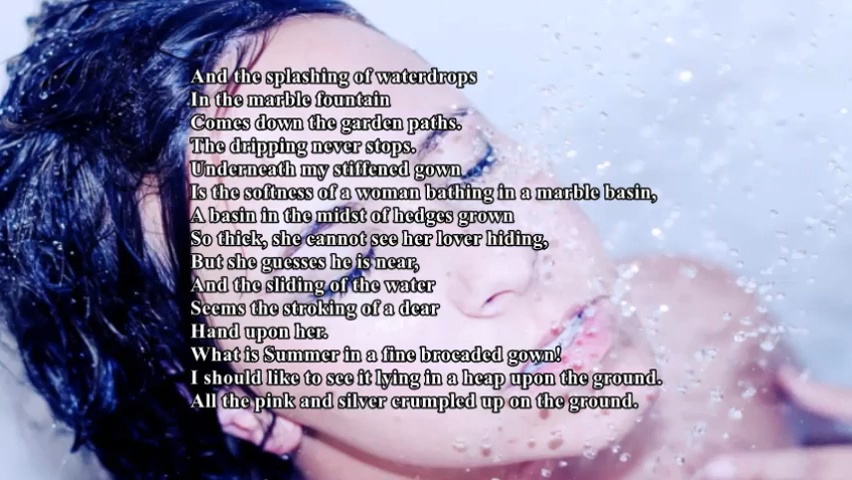 And the splashing of waterdrops
In the marble fountain
Comes down the garden paths.
The dripping never stops.
Underneath my stiffened gown
Is the softness of a woman bathing in a marble basin,
A basin in the midst of hedges grown
So thick, she cannot see her lover hiding,
But she guesses he is near,
And the sliding of the water
Seems the stroking of a dear
Hand upon her.
What is Summer in a fine brocaded gown!
I should like to see it lying in a heap upon the ground.
All the pink and silver crumpled up on the ground.